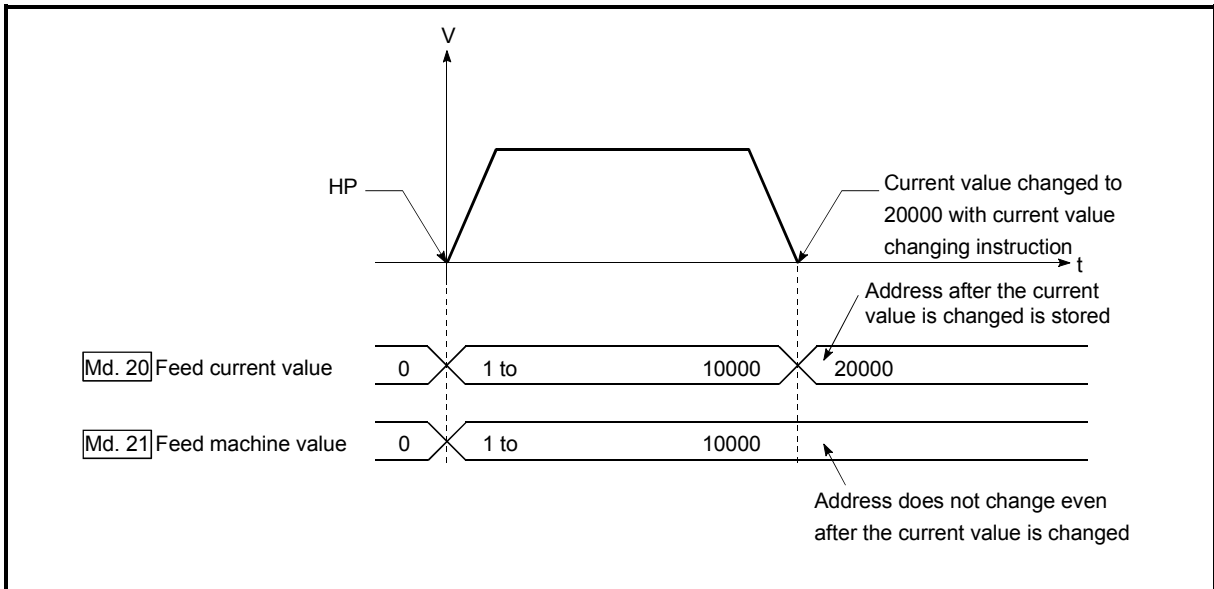 V
HP
Current value changed to
20000 with current value
changing instruction
t
Address after the current
value is changed is stored
Md. 20 Feed current value
0
1 to
10000
20000
Md. 21 Feed machine value
0
1 to
10000
Address does not change even
after the current value is changed